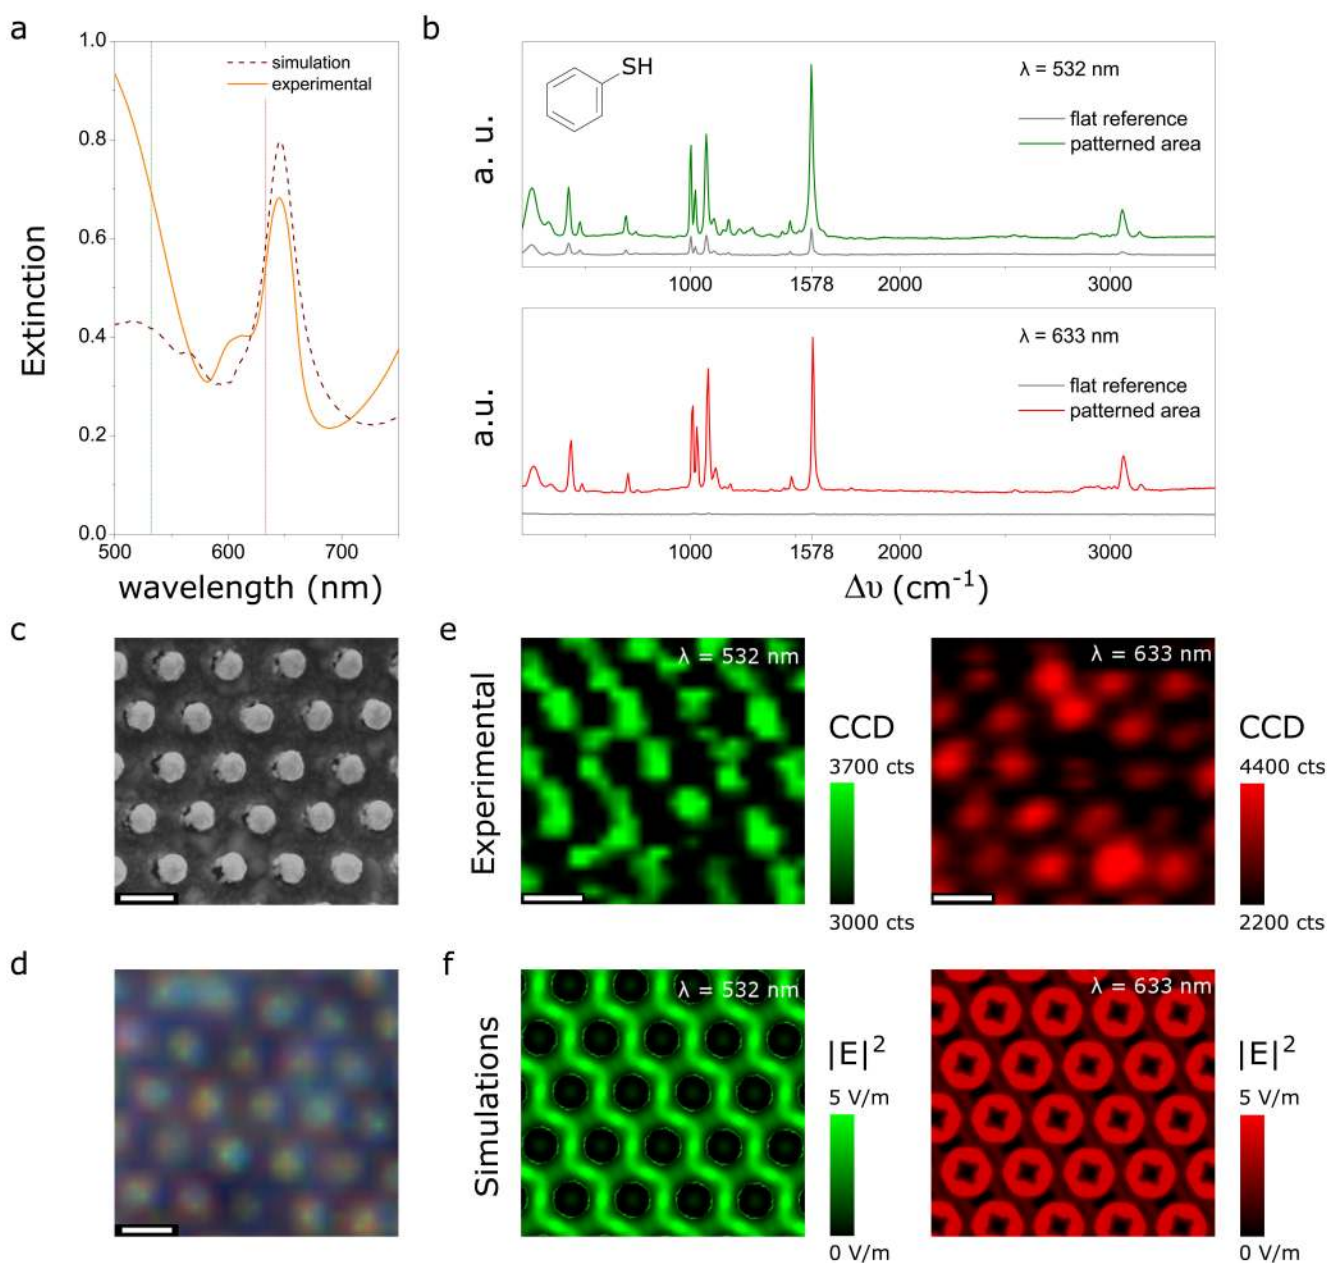 a
1.0
0.8
0.6
0.4
0.2
0.0
Extinction
simulation
experimental
500
600
700
wavelength (nm)
b
SH
λ = 532 nm
flat reference
patterned area
a. u.
1000
1578
2000
3000
λ = 633 nm
flat reference
patterned area
a.u.
1000
1578
2000
3000
Δυ (cm⁻¹)
c
d
e
Experimental
λ = 532 nm
CCD
3700 cts
3000 cts
λ = 633 nm
CCD
4400 cts
2200 cts
f
Simulations
λ = 532 nm
|E|²
5 V/m
0 V/m
λ = 633 nm
|E|²
5 V/m
0 V/m